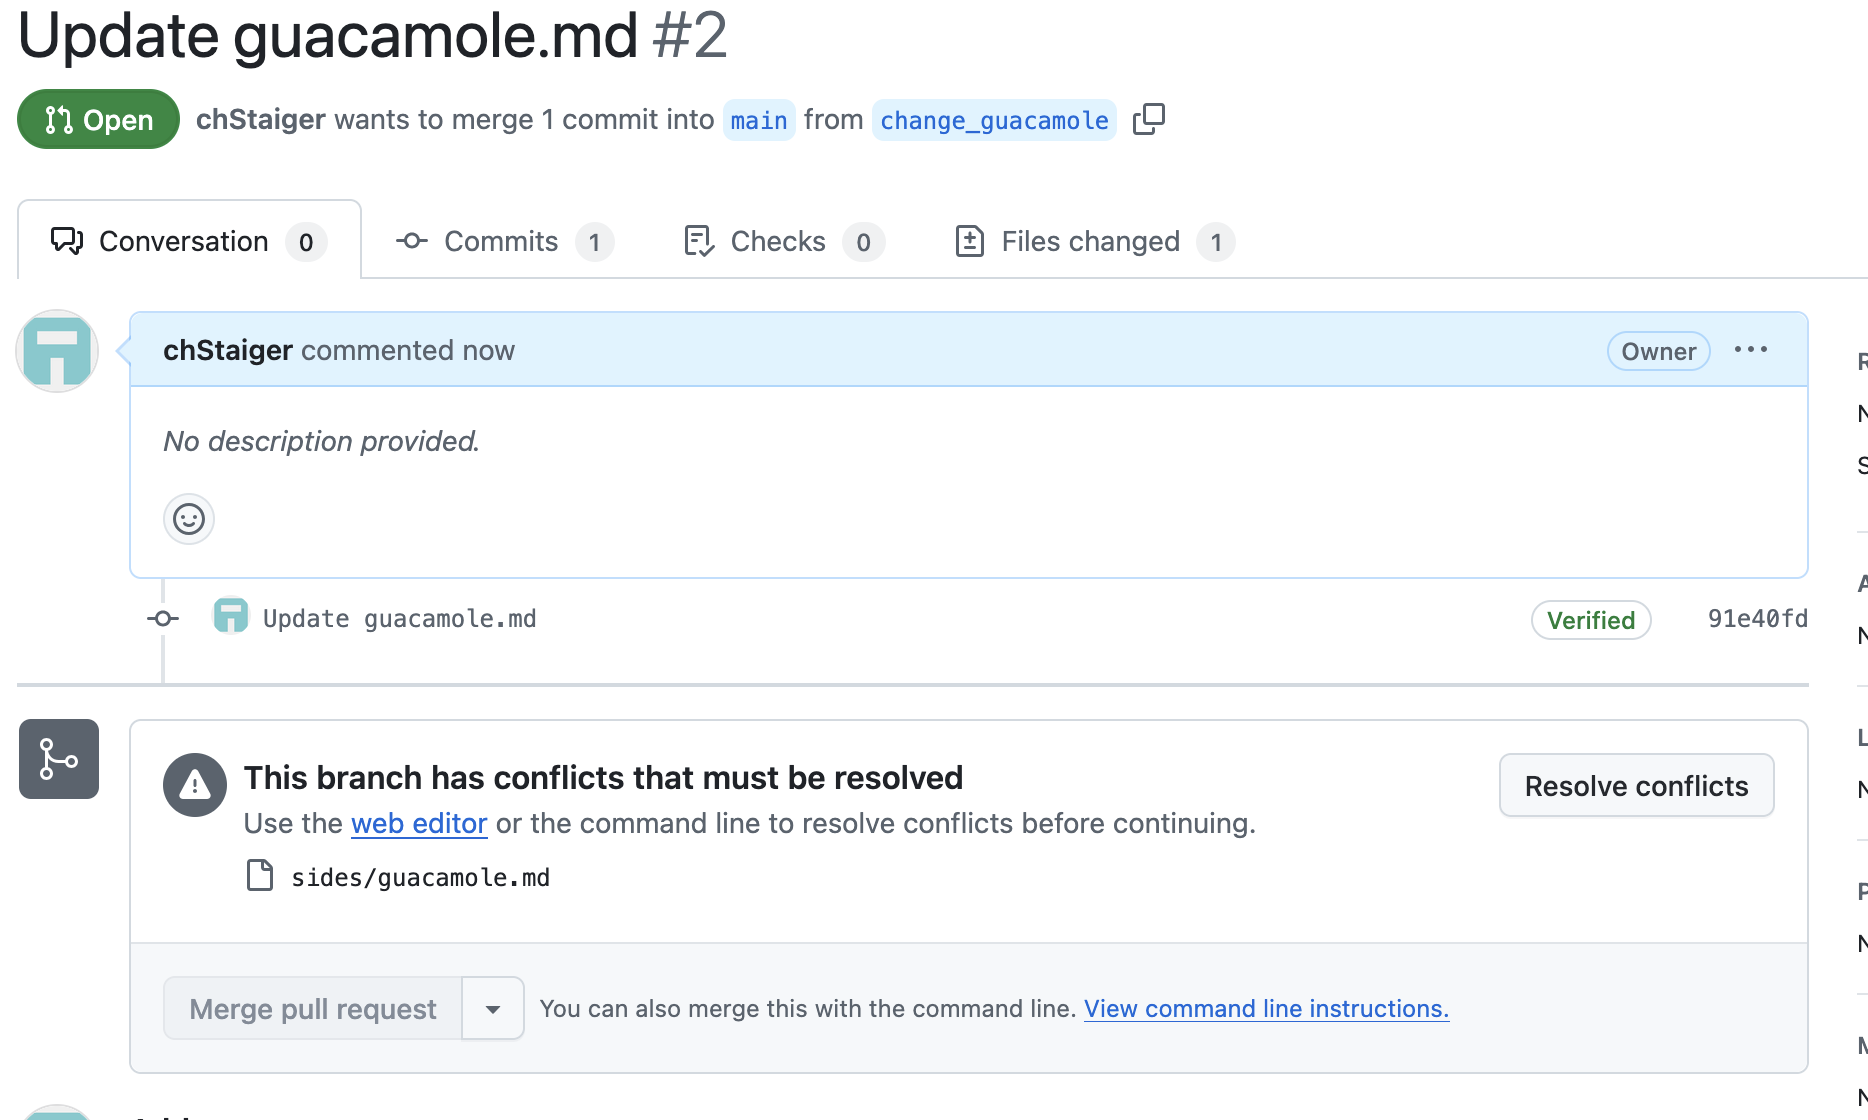 Update guacamole.md #2
Open chStaiger wants to merge 1 commit into main from change_guacamole
Conversation 0 Commits 1 Checks 0 Files changed 1
chStaiger commented now Owner
No description provided.
Update guacamole.md Verified 91e40fd
This branch has conflicts that must be resolved
Resolve conflicts
Use the web editor or the command line to resolve conflicts before continuing.
sides/guacamole.md
Merge pull request You can also merge this with the command line. View command line instructions.